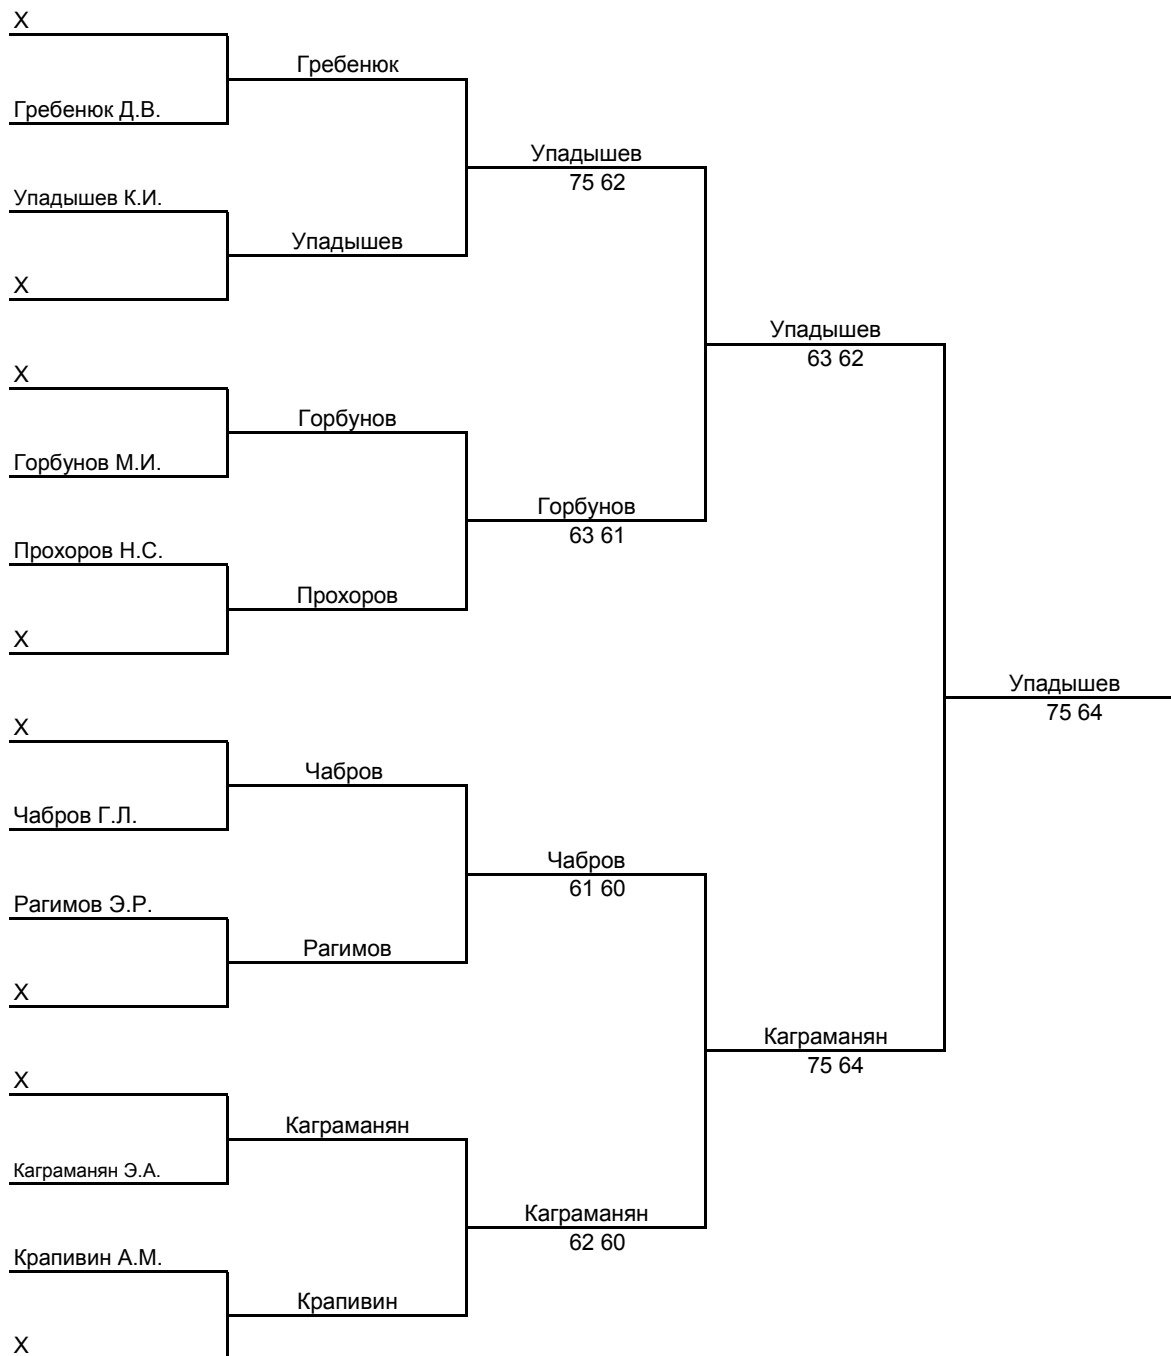 X
Гребенюк
Гребенюк Д.В.
Упадышев
75 62
Упадышев К.И.
Упадышев
X
Упадышев
63 62
X
Горбунов
Горбунов М.И.
Горбунов
63 61
Прохоров Н.С.
Прохоров
X
Упадышев
75 64
X
Чабров
Чабров Г.Л.
Чабров
61 60
Рагимов Э.Р.
Рагимов
X
Каграманян
75 64
X
Каграманян
Каграманян Э.А.
Каграманян
62 60
Крапивин А.М.
Крапивин
X